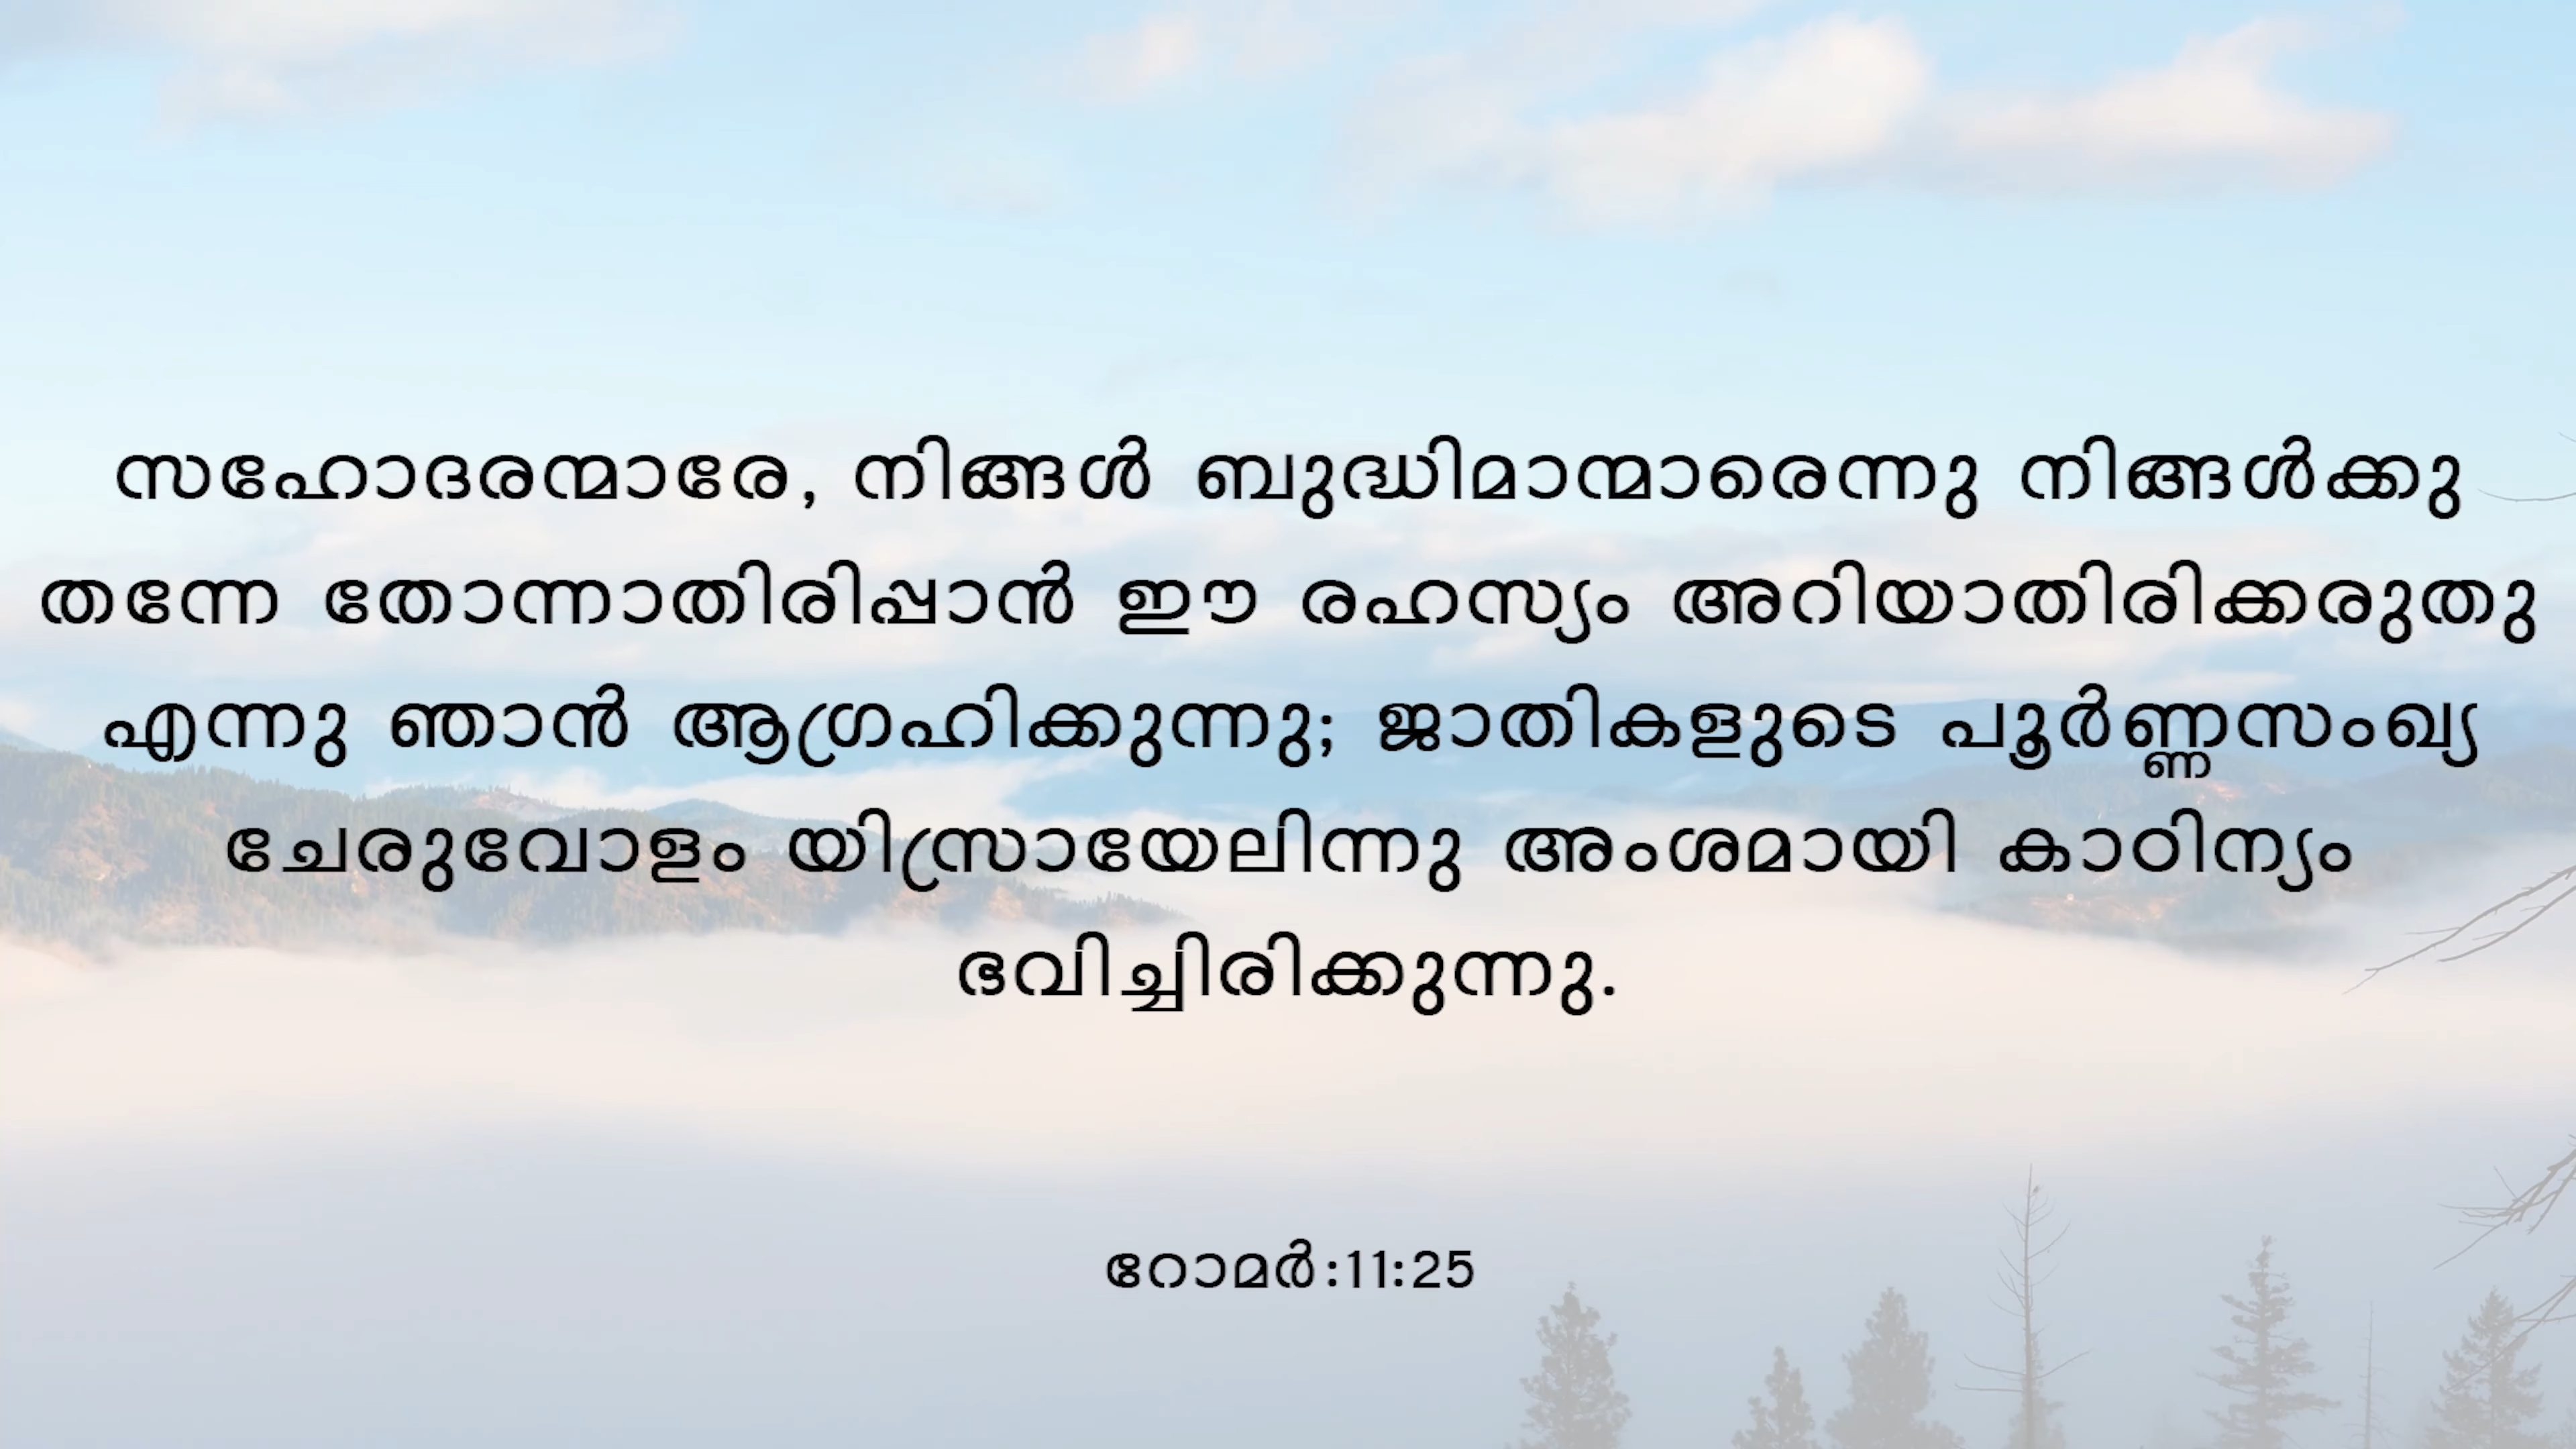 സഹോദരന്മാരേ, നിങ്ങൾ ബുദ്ധിമാന്മാരെന്നു നിങ്ങൾക്കു
തന്നേ തോന്നാതിരിപ്പാൻ ഈ രഹസ്യം അറിയാതിരിക്കരുതു
എന്നു ഞാൻ ആഗ്രഹിക്കുന്നു; ജാതികളുടെ പൂർണ്ണസംഖ്യ
ചേരുവോളം യിസ്രായേലിന്നു അംശമായി കാഠിന്യം
ഭവിച്ചിരിക്കുന്നു.
റോമർ:11:25